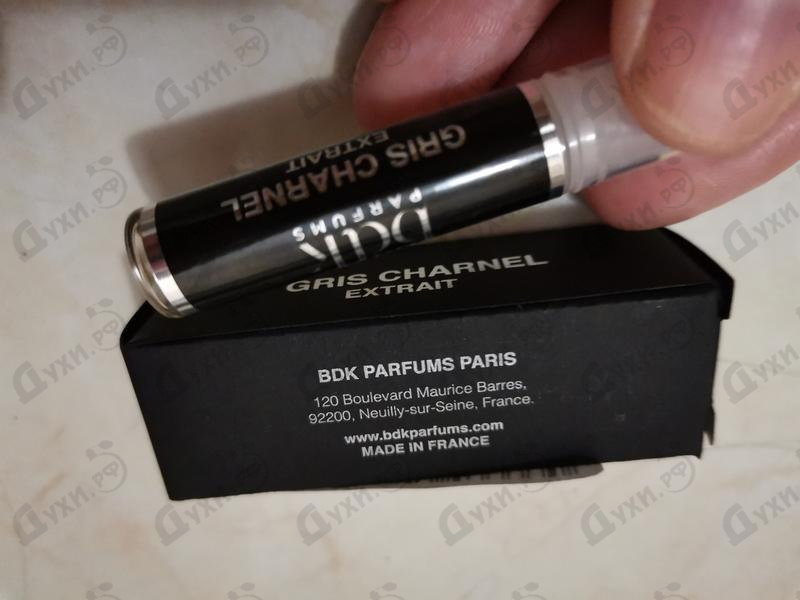 GRIS CHARNEL
EXTRAIT
bdk
PARFUMS
GRIS CHARNEL
EXTRAIT
BDK PARFUMS PARIS
120 Boulevard Maurice Barres,
92200, Neuilly-sur-Seine, France.
www.bdkparfums.com
MADE IN FRANCE
Духи.рф